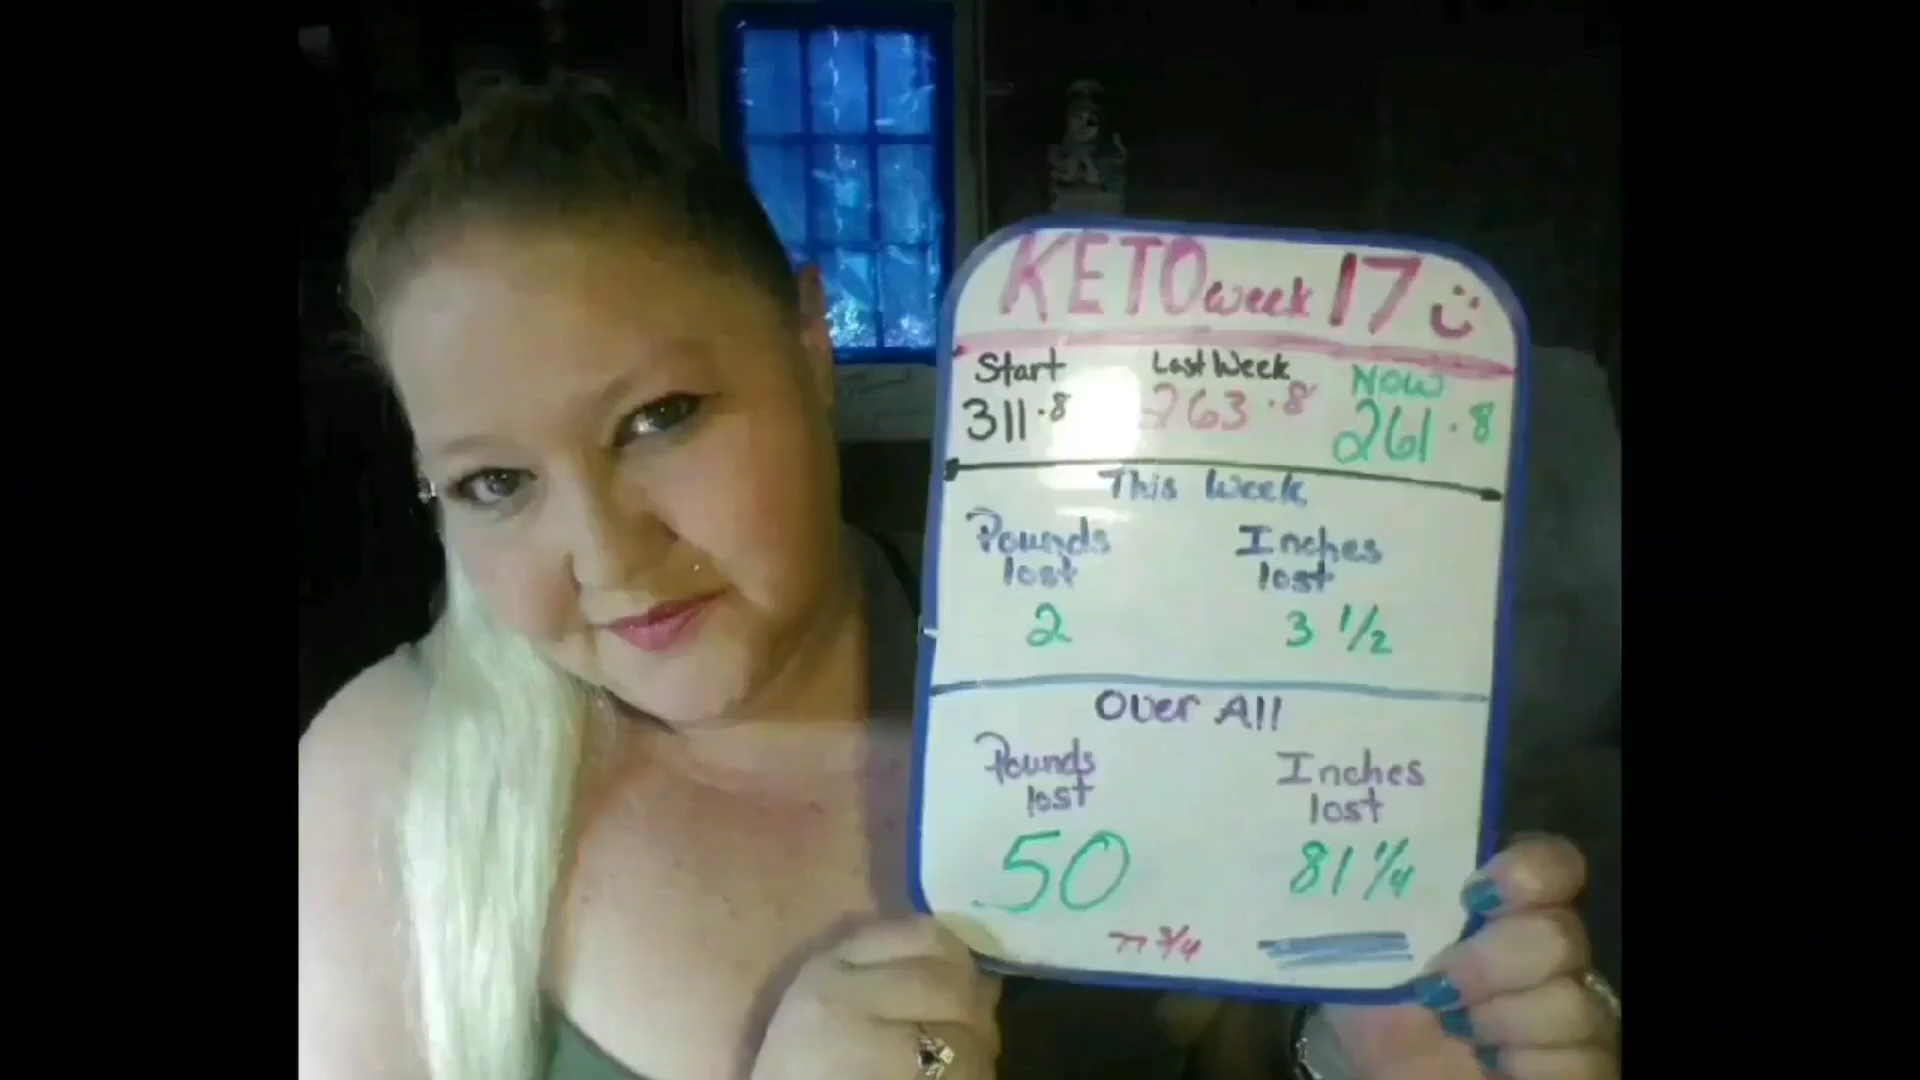 KETO week 17
Start Last Week Now
311.8 263.8 261.8
This Week
Pounds lost Inches lost
2 3 1/2
Over All
Pounds lost Inches lost
50 81 1/4
77 3/4